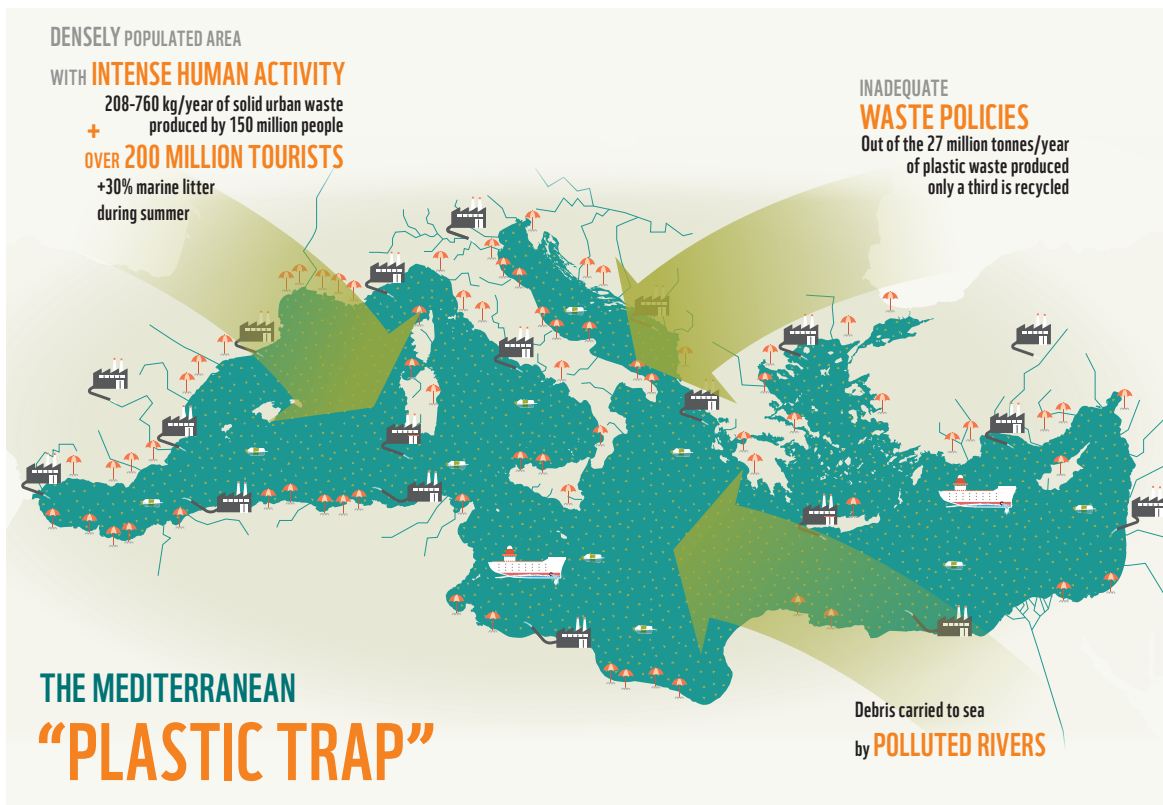 DENSELY POPULATED AREA
WITH INTENSE HUMAN ACTIVITY
208-760 kg/year of solid urban waste
produced by 150 million people
+
OVER 200 MILLION TOURISTS
+30% marine litter
during summer
INADEQUATE
WASTE POLICIES
Out of the 27 million tonnes/year
of plastic waste produced
only a third is recycled
THE MEDITERRANEAN
“PLASTIC TRAP”
Debris carried to sea
by POLLUTED RIVERS